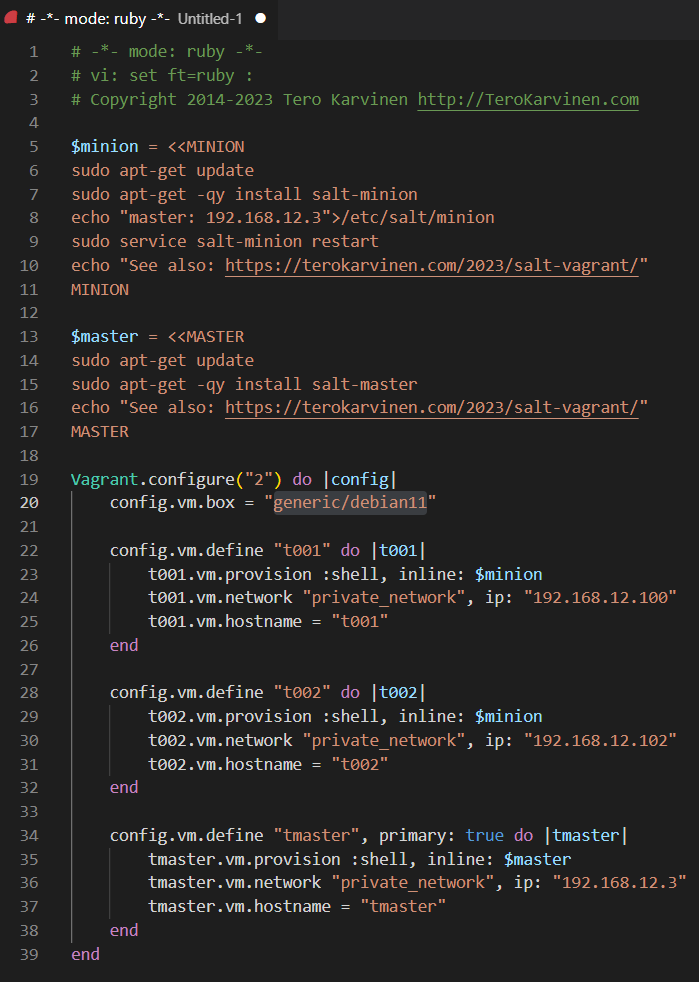 # -*- mode: ruby -*- Untitled-1
1 # -*- mode: ruby -*-
2 # vi: set ft=ruby :
3 # Copyright 2014-2023 Tero Karvinen http://TeroKarvinen.com
4
5 $minion = <<MINION
6 sudo apt-get update
7 sudo apt-get -qy install salt-minion
8 echo "master: 192.168.12.3">/etc/salt/minion
9 sudo service salt-minion restart
10 echo "See also: https://terokarvinen.com/2023/salt-vagrant/"
11 MINION
12
13 $master = <<MASTER
14 sudo apt-get update
15 sudo apt-get -qy install salt-master
16 echo "See also: https://terokarvinen.com/2023/salt-vagrant/"
17 MASTER
18
19 Vagrant.configure("2") do |config|
20     config.vm.box = "generic/debian11"
21
22     config.vm.define "t001" do |t001|
23         t001.vm.provision :shell, inline: $minion
24         t001.vm.network "private_network", ip: "192.168.12.100"
25         t001.vm.hostname = "t001"
26     end
27
28     config.vm.define "t002" do |t002|
29         t002.vm.provision :shell, inline: $minion
30         t002.vm.network "private_network", ip: "192.168.12.102"
31         t002.vm.hostname = "t002"
32     end
33
34     config.vm.define "tmaster", primary: true do |tmaster|
35         tmaster.vm.provision :shell, inline: $master
36         tmaster.vm.network "private_network", ip: "192.168.12.3"
37         tmaster.vm.hostname = "tmaster"
38     end
39 end